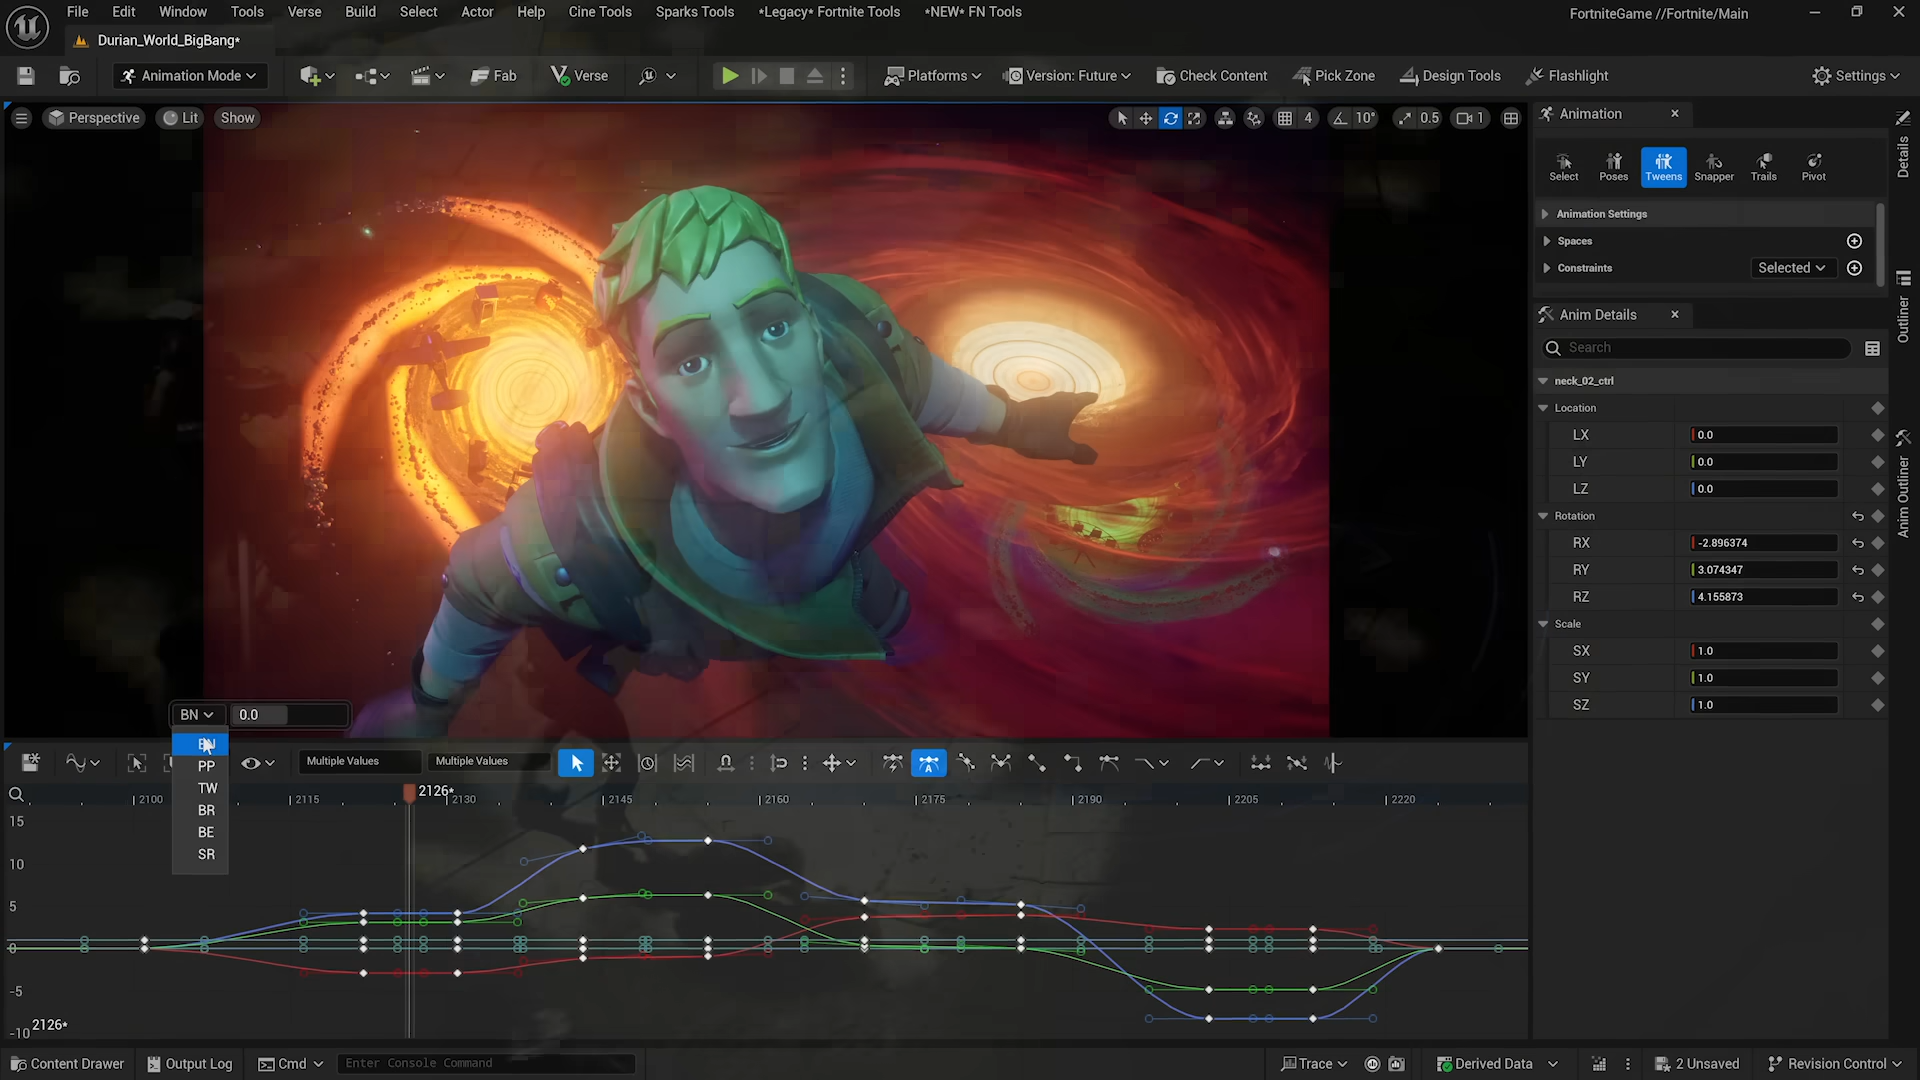 File Edit Window Tools Verse Build Select Actor Help Cine Tools Sparks Tools *Legacy* Fortnite Tools *NEW* FN Tools
FortniteGame //Fortnite/Main
Durian_World_BigBang*
Animation Mode
Fab
Verse
Platforms
Version: Future
Check Content
Pick Zone
Design Tools
Flashlight
Settings
Perspective
Lit
Show
4
10°
0.5
1
Animation
Select
Poses
Tweens
Snapper
Trails
Pivot
Animation Settings
Spaces
Constraints
Selected
Anim Details
Search
neck_02_ctrl
Location
LX 0.0
LY 0.0
LZ 0.0
Rotation
RX -2.896374
RY 3.074347
RZ 4.155873
Scale
SX 1.0
SY 1.0
SZ 1.0
Details
Outliner
Anim Outliner
BN 0.0
PP
TW
BR
BE
SR
Multiple Values
Multiple Values
2100 2115 2126* 2130 2145 2160 2175 2190 2205 2220
15
10
5
0
-5
-10
2126*
Content Drawer
Output Log
Cmd
Enter Console Command
Trace
Derived Data
2 Unsaved
Revision Control